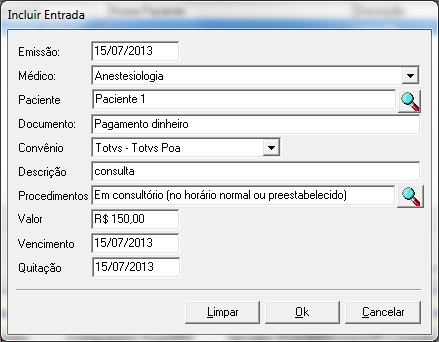 Incluir Entrada
Emissão: 15/07/2013
Médico: Anestesiologia
Paciente Paciente 1
Documento: Pagamento dinheiro
Convênio Totvs - Totvs Poa
Descrição consulta
Procedimentos Em consultório (no horário normal ou preestabelecido)
Valor R$ 150,00
Vencimento 15/07/2013
Quitação 15/07/2013
Limpar Ok Cancelar